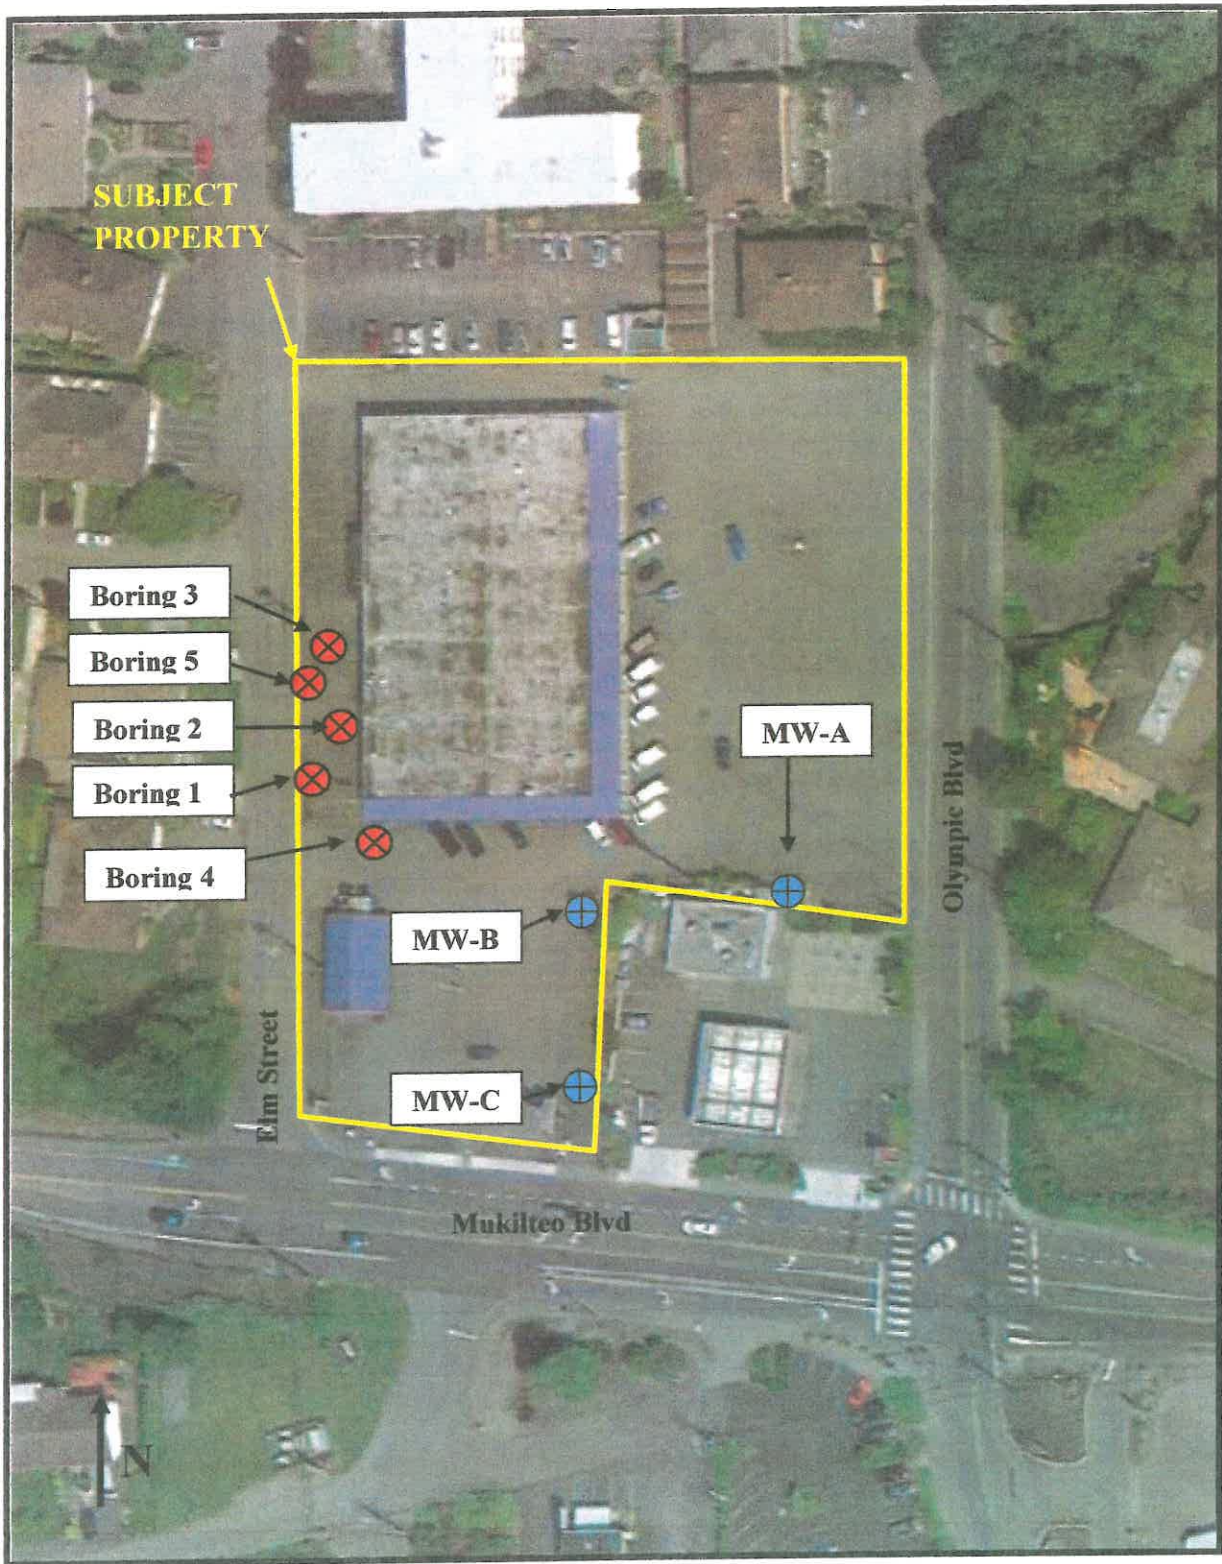 SUBJECT
PROPERTY
Boring 3
Boring 5
Boring 2
MW-A
Boring 1
Olympic Blvd
Boring 4
MW-B
Elm Street
MW-C
Mukilteo Blvd
N